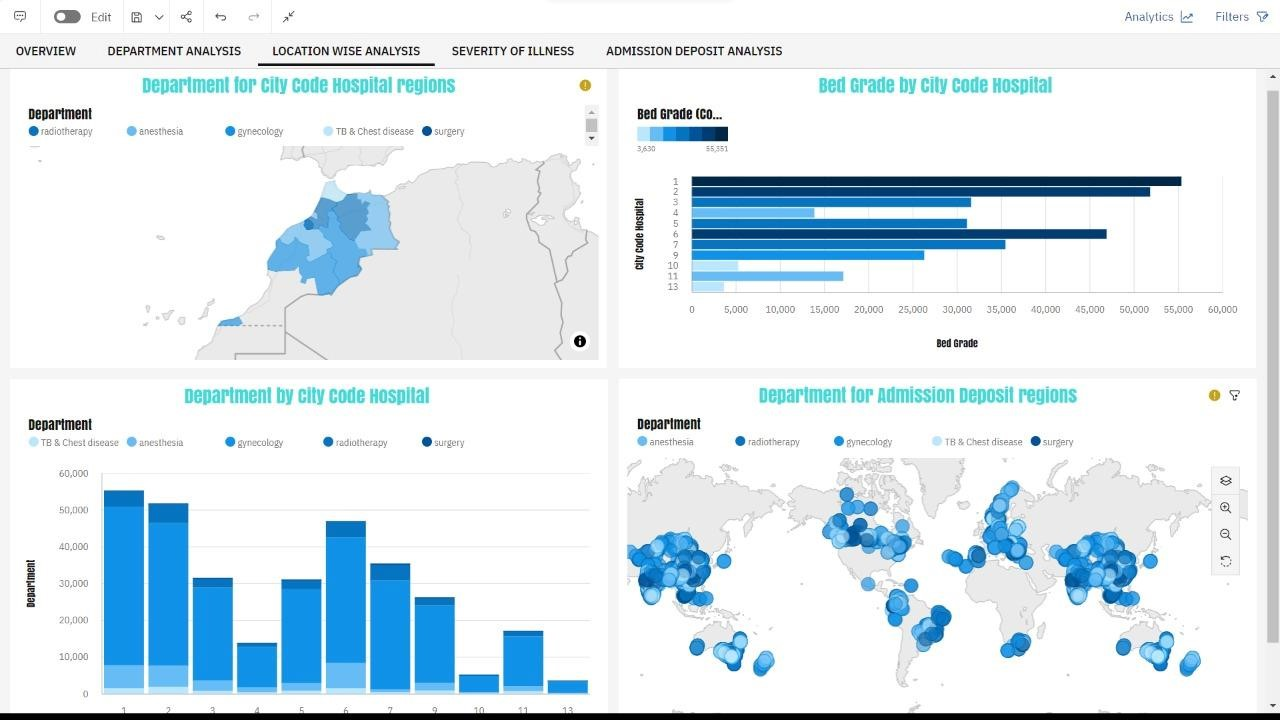 Edit
Analytics
Filters
OVERVIEW
DEPARTMENT ANALYSIS
LOCATION WISE ANALYSIS
SEVERITY OF ILLNESS
ADMISSION DEPOSIT ANALYSIS
Department for City Code Hospital regions
Department
radiotherapy
anesthesia
gynecology
TB & Chest disease
surgery
Bed Grade by City Code Hospital
Bed Grade (Co...
3,630
55,351
City Code Hospital
1
2
3
4
5
6
7
9
10
11
13
0
5,000
10,000
15,000
20,000
25,000
30,000
35,000
40,000
45,000
50,000
55,000
60,000
Bed Grade
Department by City Code Hospital
Department
TB & Chest disease
anesthesia
gynecology
radiotherapy
surgery
Department
60,000
50,000
40,000
30,000
20,000
10,000
0
1
2
3
4
5
6
7
9
10
11
13
Department for Admission Deposit regions
Department
anesthesia
radiotherapy
gynecology
TB & Chest disease
surgery